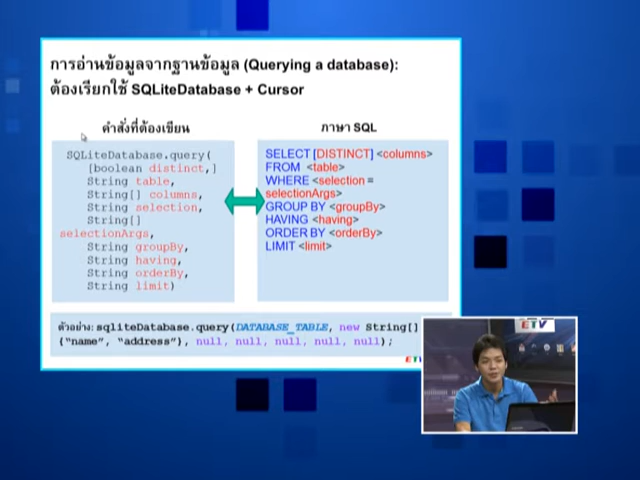 การอ่านข้อมูลจากฐานข้อมูล (Querying a database):
ต้องเรียกใช้ SQLiteDatabase + Cursor
คำสั่งที่ต้องเขียน
SQLiteDatabase.query(
[boolean distinct,]
String table,
String[] columns,
String selection,
String[]
selectionArgs,
String groupBy,
String having,
String orderBy,
String limit)
ภาษา SQL
SELECT [DISTINCT] <columns>
FROM <table>
WHERE <selection =
selectionArgs>
GROUP BY <groupBy>
HAVING <having>
ORDER BY <orderBy>
LIMIT <limit>
ตัวอย่าง: sqliteDatabase.query(DATABASE_TABLE, new String[]
{"name", "address"}, null, null, null, null, null);
ETV